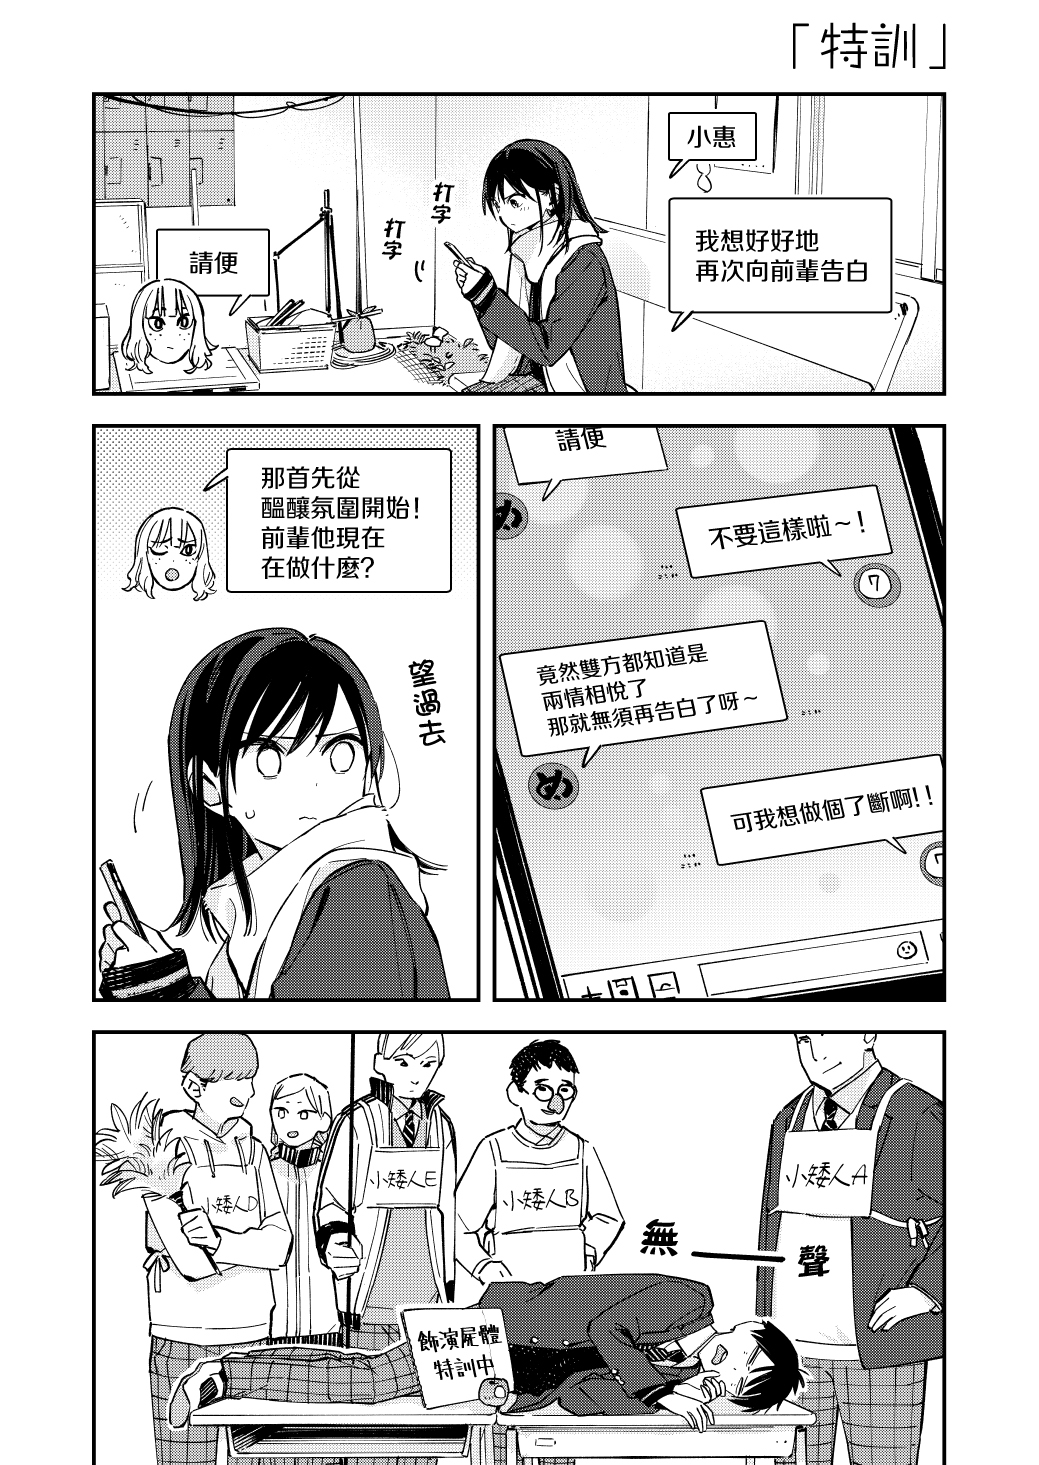 「特訓」
小惠
我想好好地
再次向前輩告白
打字
打字
請便
請便
め
不要這樣啦～！
7
竟然雙方都知道是
兩情相悅了
那就無須再告白了呀～
め
可我想做個了斷啊！！
7
那首先從
醞釀氛圍開始！
前輩他現在
在做什麼？
望過去
小矮人A
小矮人B
小矮人E
小矮人D
無——聲
飾演屍體
特訓中